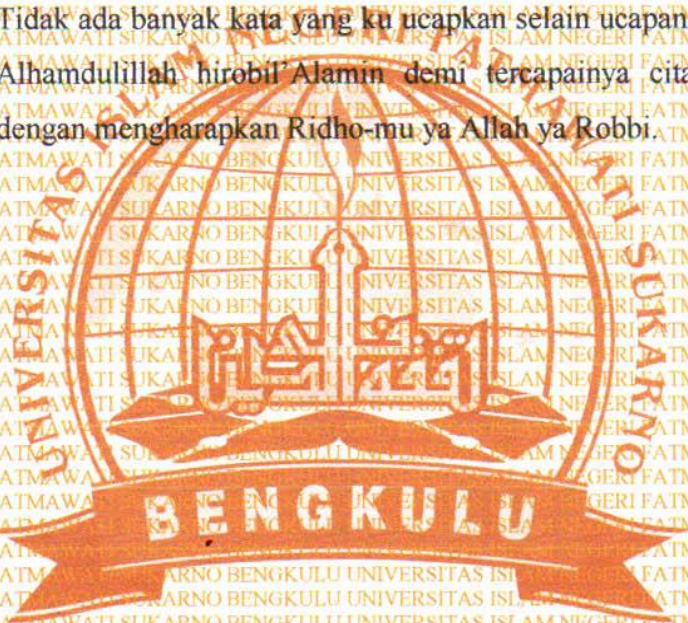 Tidak ada banyak kata yang ku ucapkan selain ucapan
Alhamdulillah hirobil'Alamin demi tercapainya cita
dengan mengharapkan Ridho-mu ya Allah ya Robbi.
UNIVERSITAS ISLAM NEGERI FATMAWATI SUKARNO
BENGKULU